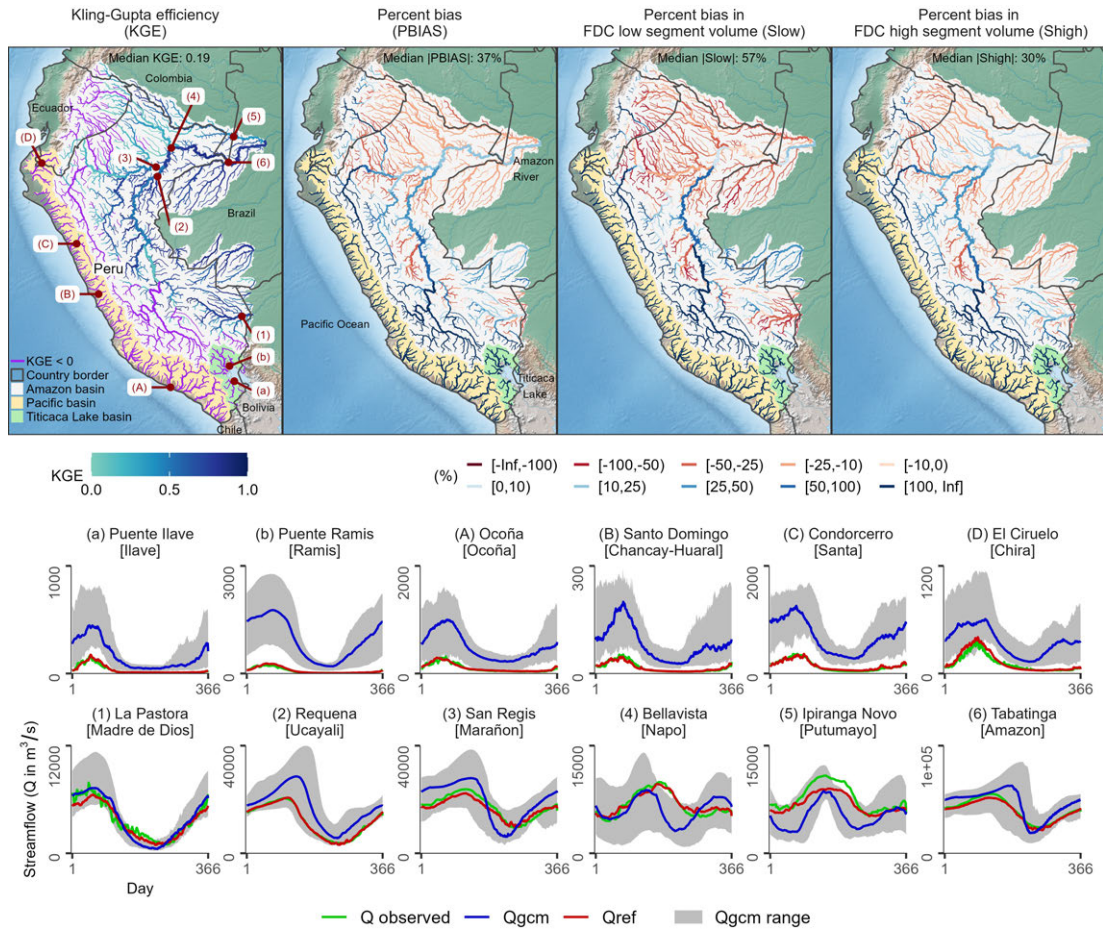 Kling-Gupta efficiency
(KGE)
Percent bias
(PBIAS)
Percent bias in
FDC low segment volume (Slow)
Percent bias in
FDC high segment volume (Shigh)
Median KGE: 0.19
Colombia
Ecuador
(4)
(5)
(D)
(3)
(6)
(2)
Brazil
(C)
Peru
(B)
(1)
(b)
(a)
(A)
Bolivia
Chile
KGE < 0
Country border
Amazon basin
Pacific basin
Titicaca Lake basin
Median |PBIAS|: 37%
Amazon
River
Pacific Ocean
Titicaca
Lake
Median |Slow|: 57%
Median |Shigh|: 30%
KGE
0.0 0.5 1.0
(%)
[-Inf,-100) [-100,-50) [-50,-25) [-25,-10) [-10,0)
[0,10) [10,25) [25,50) [50,100) [100, Inf]
(a) Puente Ilave
[Ilave]
1000
0
1 366
(b) Puente Ramis
[Ramis]
3000
0
1 366
(A) Ocoña
[Ocoña]
2000
0
1 366
(B) Santo Domingo
[Chancay-Huaral]
300
0
1 366
(C) Condorcerro
[Santa]
2000
0
1 366
(D) El Ciruelo
[Chira]
1200
0
1 366
Streamflow (Q in m³/s)
(1) La Pastora
[Madre de Dios]
12000
0
1 366
Day
(2) Requena
[Ucayali]
40000
0
1 366
(3) San Regis
[Marañon]
40000
0
1 366
(4) Bellavista
[Napo]
15000
0
1 366
(5) Ipiranga Novo
[Putumayo]
15000
0
1 366
(6) Tabatinga
[Amazon]
1e+05
0
1 366
Q observed Qgcm Qref Qgcm range